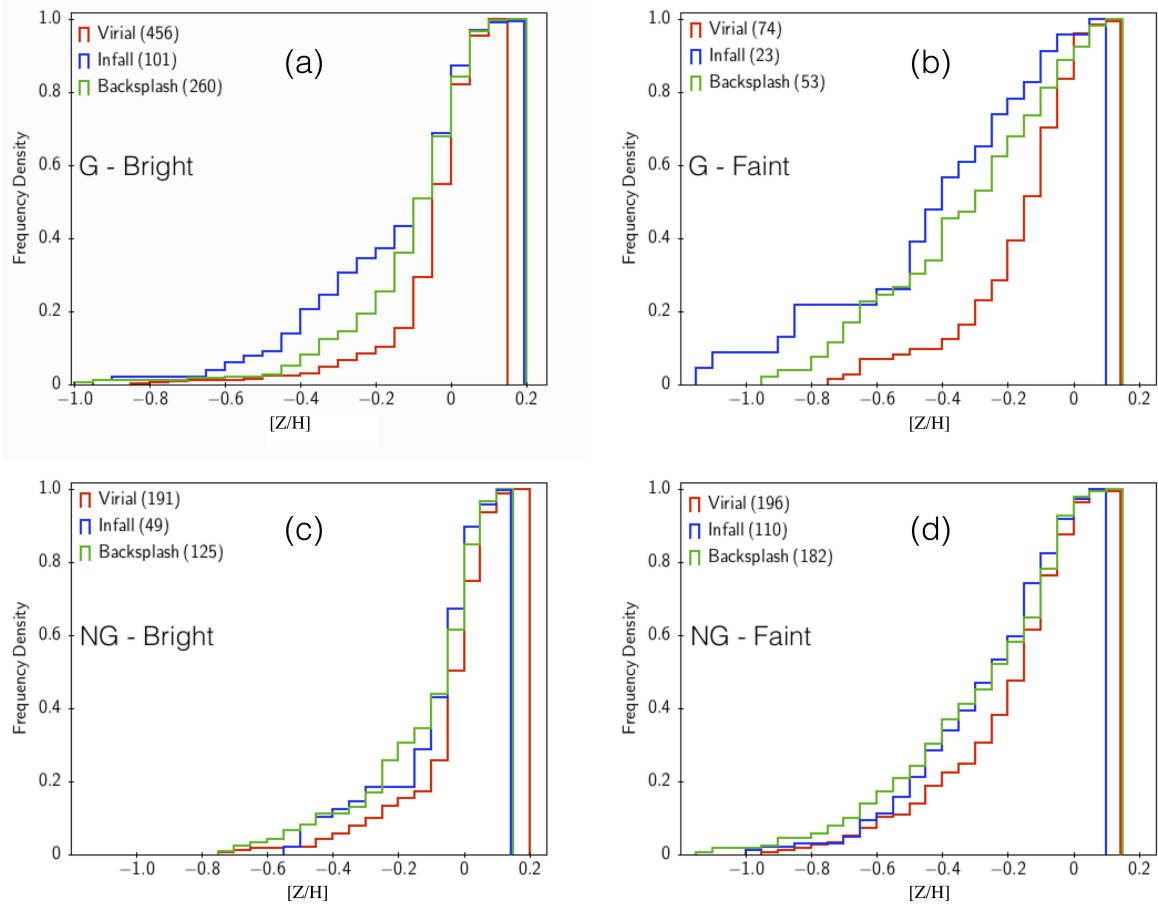 1.0
0.8
0.6
0.4
0.2
0
Frequency Density
Virial (456)
Infall (101)
Backsplash (260)
(a)
G - Bright
−1.0 −0.8 −0.6 −0.4 −0.2 0 0.2
[Z/H]
1.0
0.8
0.6
0.4
0.2
0
Frequency Density
Virial (74)
Infall (23)
Backsplash (53)
(b)
G - Faint
−1.0 −0.8 −0.6 −0.4 −0.2 0 0.2
[Z/H]
1.0
0.8
0.6
0.4
0.2
0
Frequency Density
Virial (191)
Infall (49)
Backsplash (125)
(c)
NG - Bright
−1.0 −0.8 −0.6 −0.4 −0.2 0 0.2
[Z/H]
1.0
0.8
0.6
0.4
0.2
0
Frequency Density
Virial (196)
Infall (110)
Backsplash (182)
(d)
NG - Faint
−1.0 −0.8 −0.6 −0.4 −0.2 0 0.2
[Z/H]